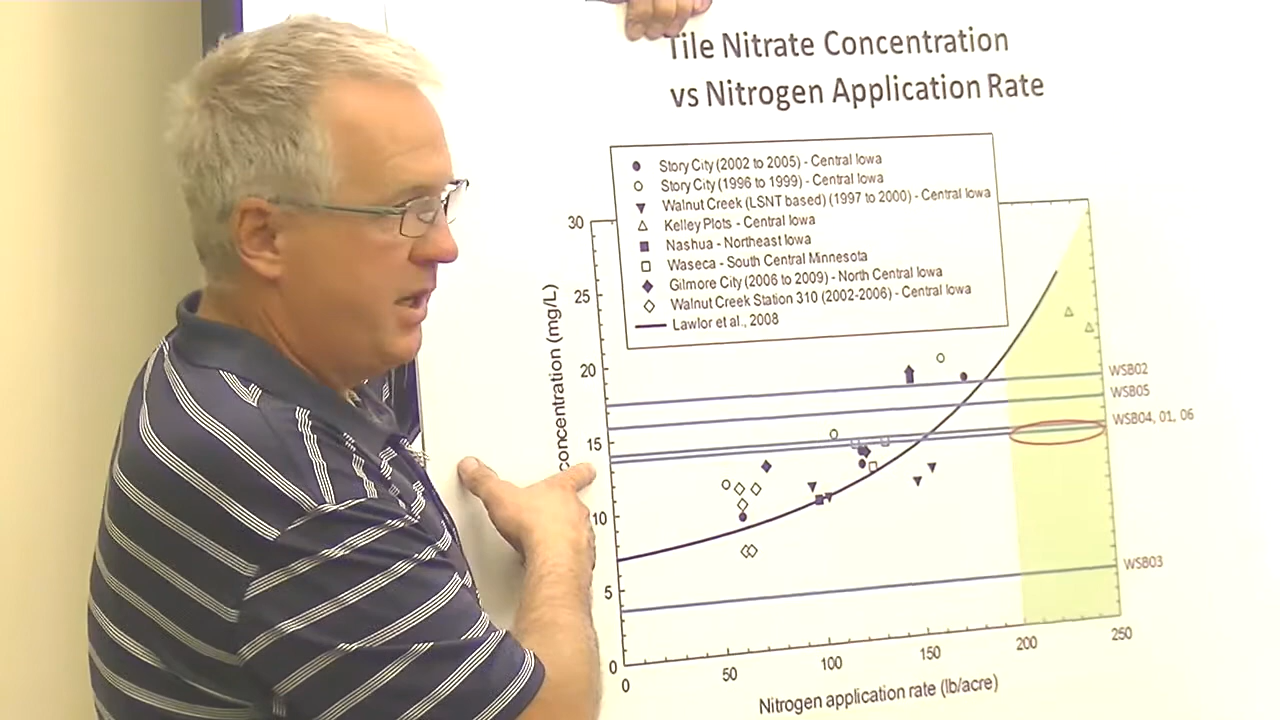 Tile Nitrate Concentration
vs Nitrogen Application Rate
Story City (2002 to 2005) - Central Iowa
Story City (1996 to 1999) - Central Iowa
Walnut Creek (LSNT based) (1997 to 2000) - Central Iowa
Kelley Plots - Central Iowa
Nashua - Northeast Iowa
Waseca - South Central Minnesota
Gilmore City (2006 to 2009) - North Central Iowa
Walnut Creek Station 310 (2002-2006) - Central Iowa
Lawlor et al., 2008
30
25
20
15
10
5
0
concentration (mg/L)
WSB02
WSB05
WSB04, 01, 06
WSB03
0 50 100 150 200 250
Nitrogen application rate (lb/acre)